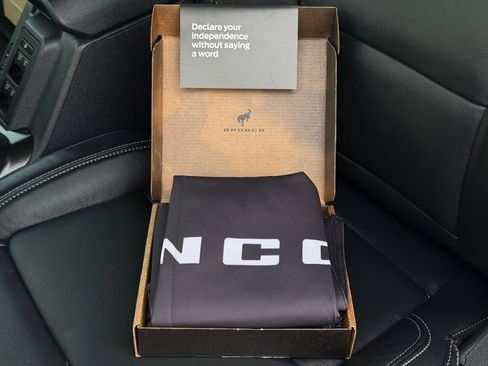 Declare your
independence
without saying
a word
BRONCO
NCO